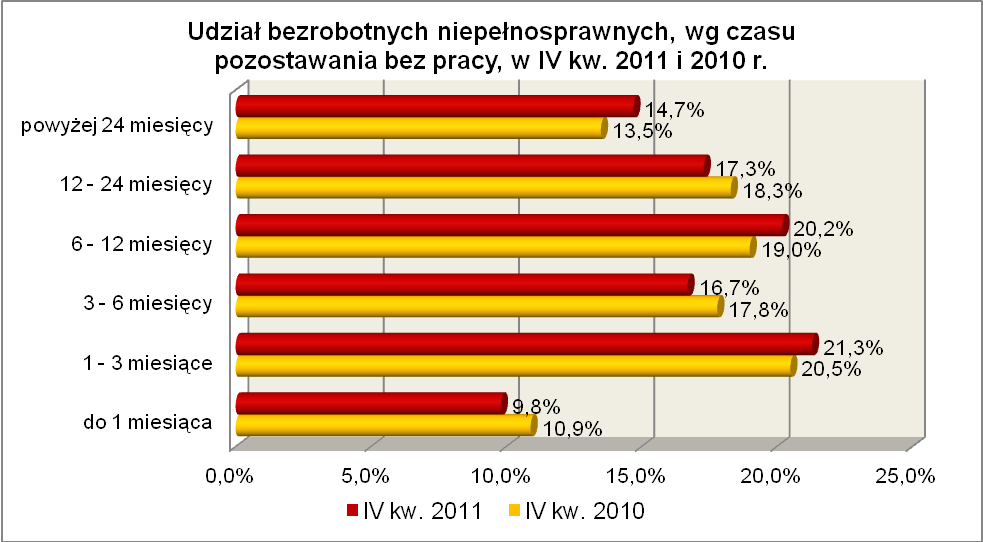 Udział bezrobotnych niepełnosprawnych, wg czasu
pozostawania bez pracy, w IV kw. 2011 i 2010 r.
powyżej 24 miesięcy
14,7%
13,5%
12 - 24 miesięcy
17,3%
18,3%
6 - 12 miesięcy
20,2%
19,0%
3 - 6 miesięcy
16,7%
17,8%
1 - 3 miesiące
21,3%
20,5%
do 1 miesiąca
9,8%
10,9%
0,0% 5,0% 10,0% 15,0% 20,0% 25,0%
IV kw. 2011 IV kw. 2010